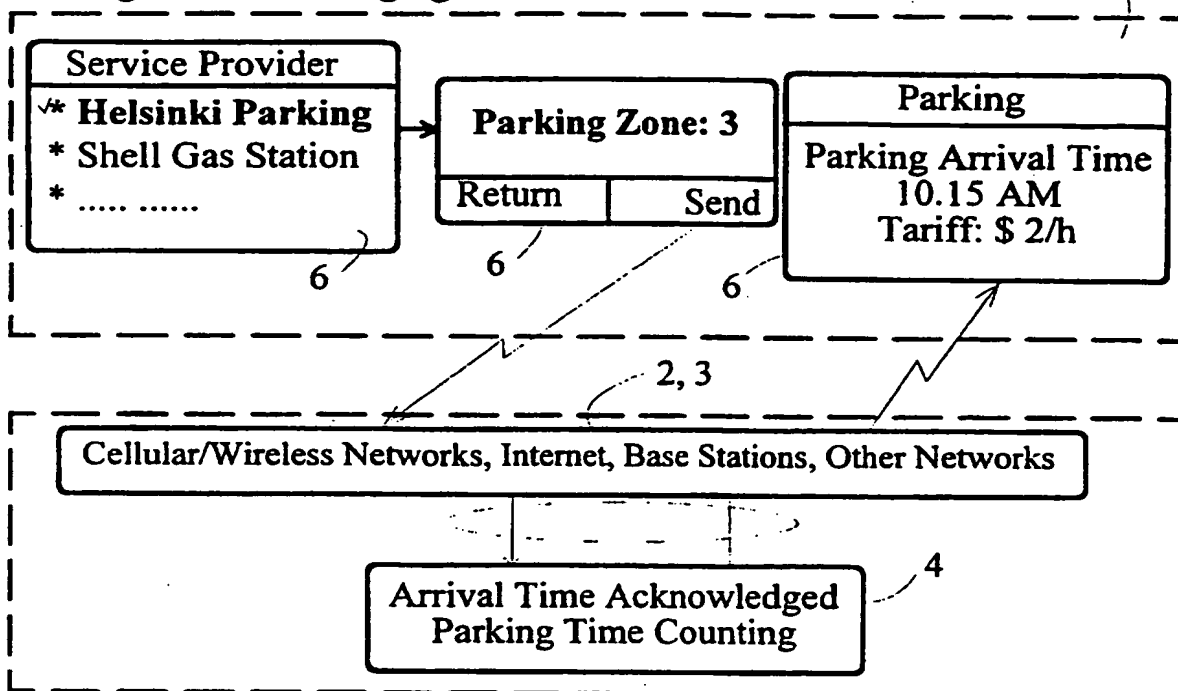 Service Provider
√* Helsinki Parking
* Shell Gas Station
* ..... ......
6
Parking Zone: 3
Return Send
6
Parking
Parking Arrival Time
10.15 AM
Tariff: $ 2/h
6
2, 3
Cellular/Wireless Networks, Internet, Base Stations, Other Networks
Arrival Time Acknowledged
Parking Time Counting
4